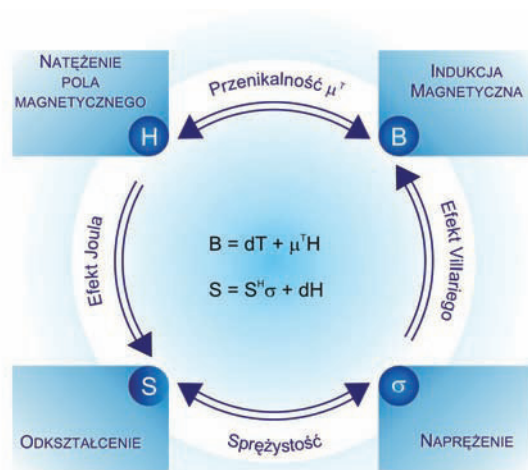 NATĘŻENIE
POLA
MAGNETYCZNEGO
H
Przenikalność μᵀ
INDUKCJA
MAGNETYCZNA
B
Efekt Joula
B = dT + μᵀH
S = Sᴴσ + dH
Efekt Villariego
S
ODKSZTAŁCENIE
Sprężystość
σ
NAPRĘŻENIE